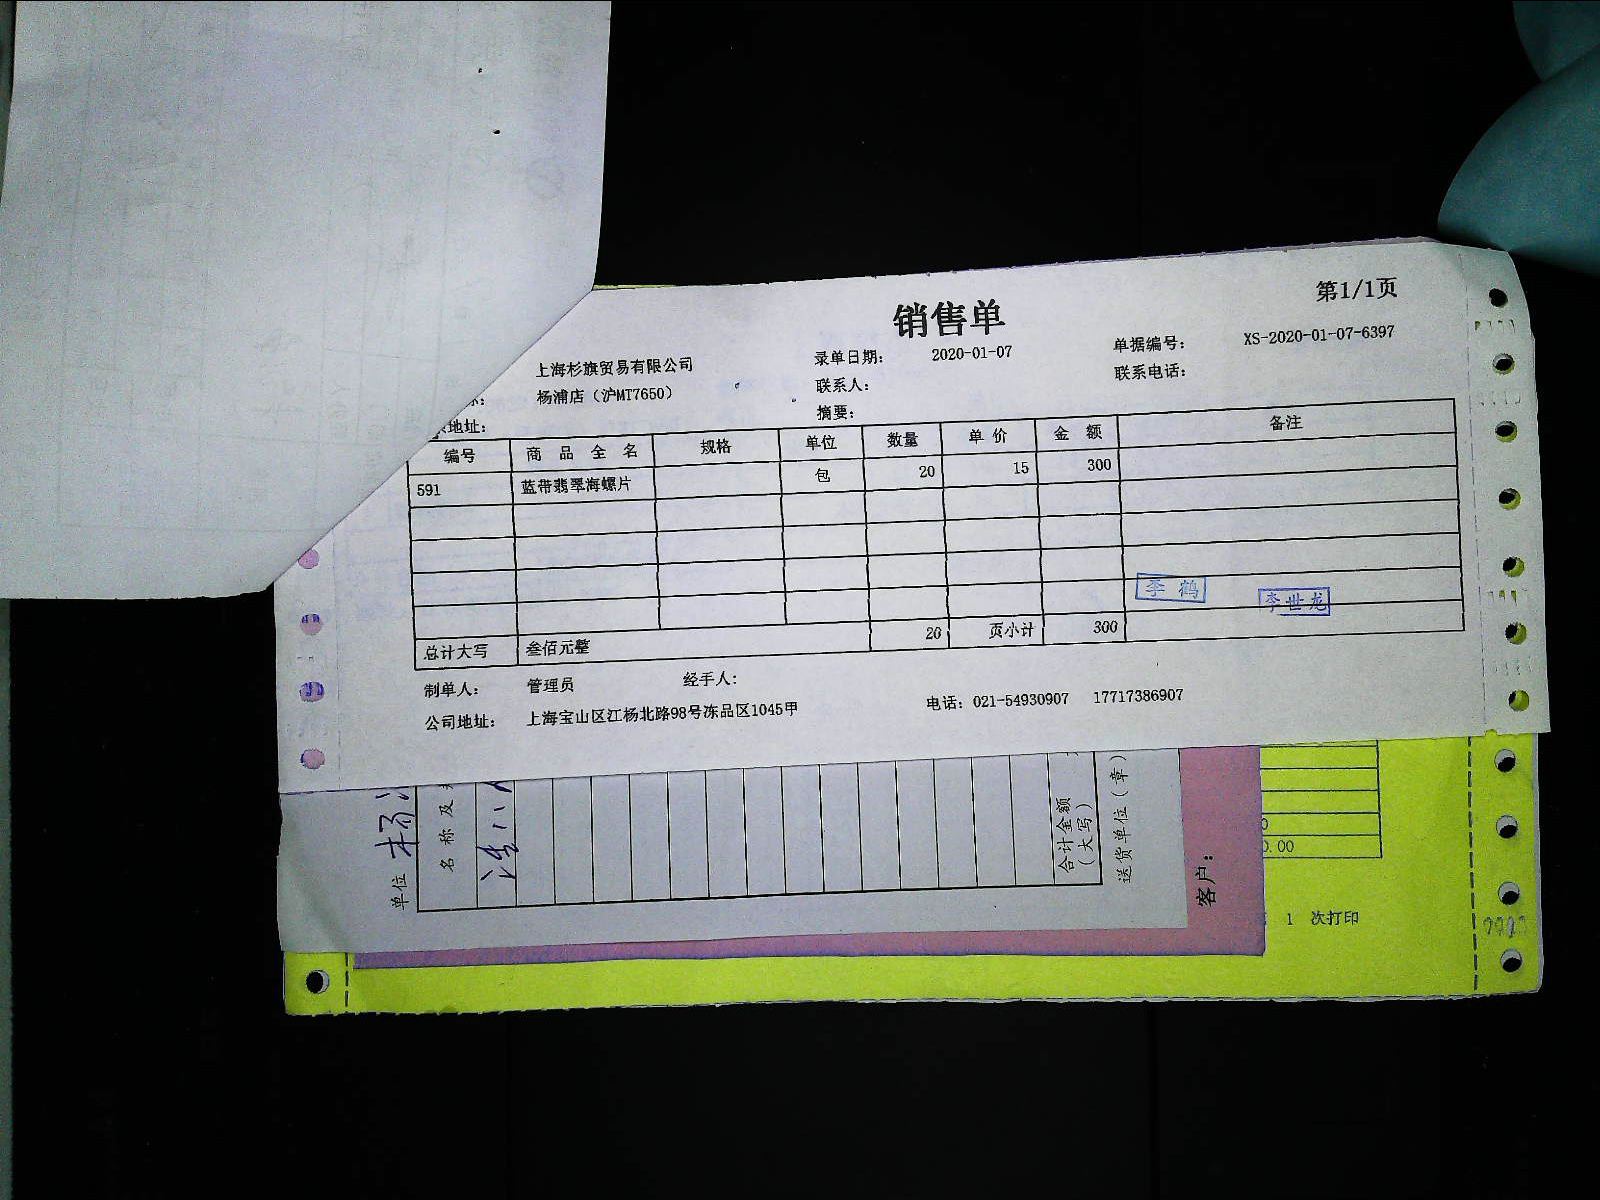 第1/1页
销售单
上海杉旗贸易有限公司 录单日期: 2020-01-07 单据编号: XS-2020-01-07-6397
杨浦店（沪MT7650） 联系人: 联系电话:
地址: 摘要:
编号 商品全名 规格 单位 数量 单价 金额 备注
591 蓝带翡翠海螺片 包 20 15 300
李鹤
李世龙
总计大写 叁佰元整 20 页小计 300
制单人: 管理员 经手人:
公司地址: 上海宝山区江杨北路98号冻品区1045甲 电话: 021-54930907 17717386907
单位 杨
名称及
合计金额
（大写）
送货单位（章）
客户:
0.00
1 次打印